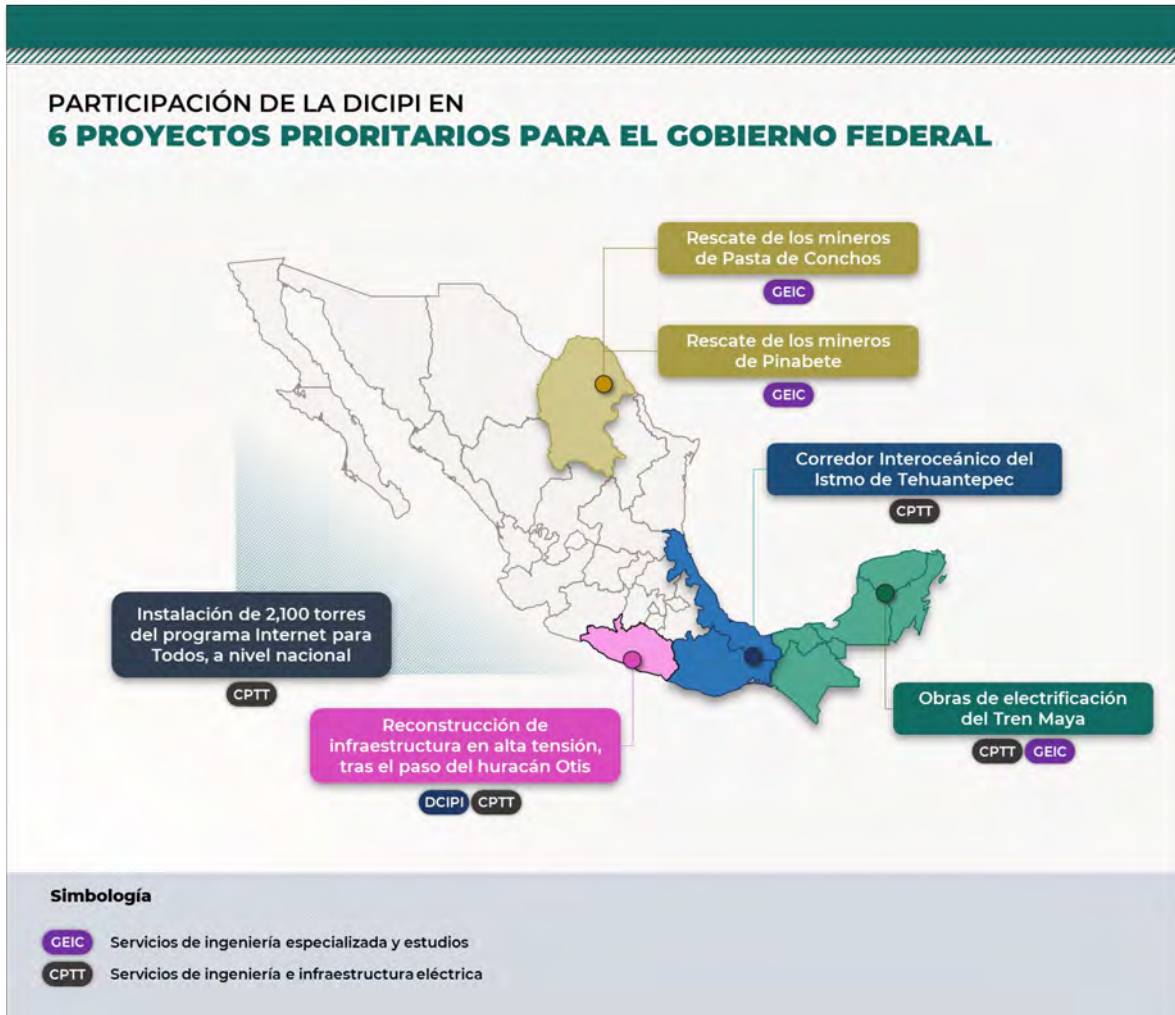 PARTICIPACIÓN DE LA DICIPI EN
6 PROYECTOS PRIORITARIOS PARA EL GOBIERNO FEDERAL
Rescate de los mineros
de Pasta de Conchos
GEIC
Rescate de los mineros
de Pinabete
GEIC
Corredor Interoceánico del
Istmo de Tehuantepec
CPTT
Instalación de 2,100 torres
del programa Internet para
Todos, a nivel nacional
CPTT
Obras de electrificación
del Tren Maya
CPTT GEIC
Reconstrucción de
infraestructura en alta tensión,
tras el paso del huracán Otis
DCIPI CPTT
Simbología
GEIC Servicios de ingeniería especializada y estudios
CPTT Servicios de ingeniería e infraestructura eléctrica